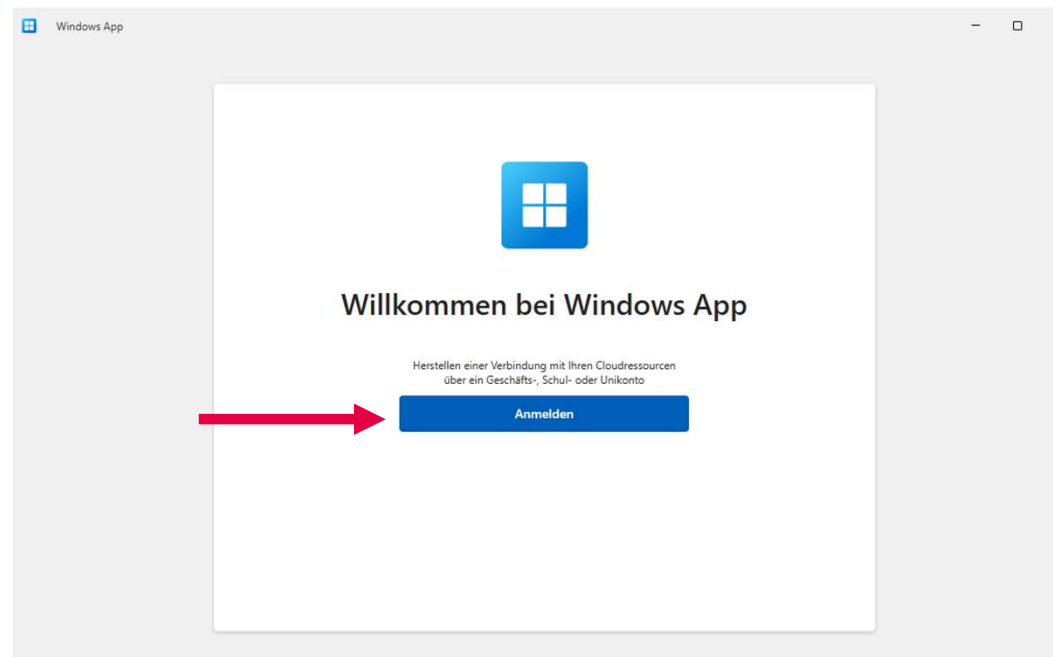 Windows App
Willkommen bei Windows App
Herstellen einer Verbindung mit Ihren Cloudressourcen
über ein Geschäfts-, Schul- oder Unikonto
Anmelden